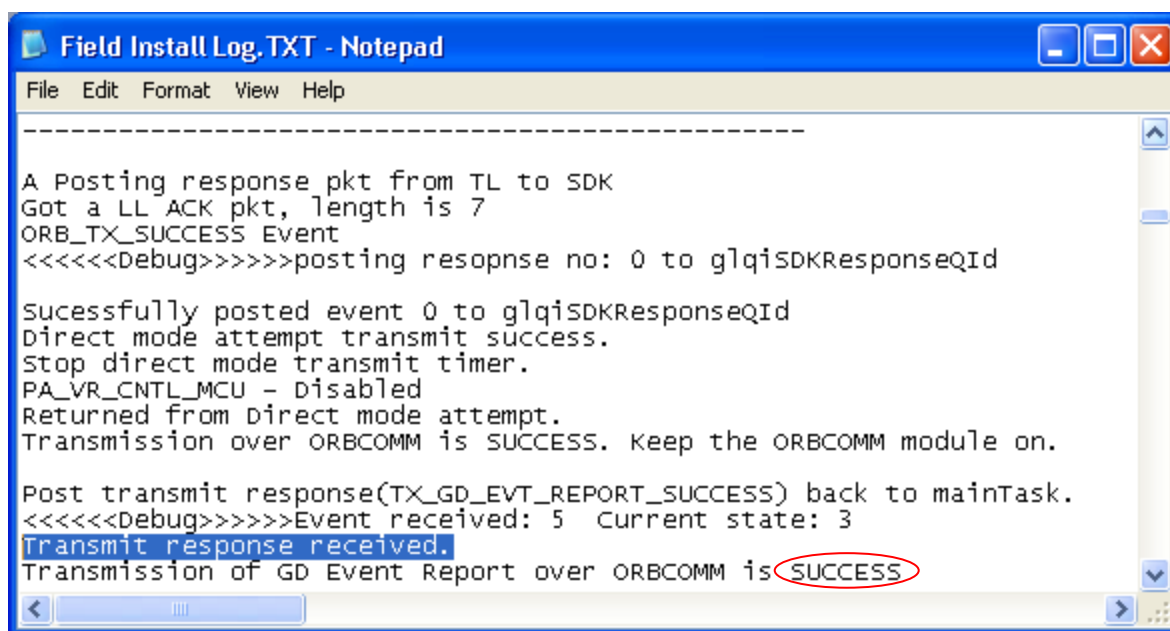 Field Install Log.TXT - Notepad
File Edit Format View Help
-------------------------------------------------
A Posting response pkt from TL to SDK
Got a LL ACK pkt, length is 7
ORB_TX_SUCCESS Event
<<<<<<Debug>>>>>>posting resopnse no: 0 to glqiSDKResponseQId
Sucessfully posted event 0 to glqiSDKResponseQId
Direct mode attempt transmit success.
Stop direct mode transmit timer.
PA_VR_CNTL_MCU – Disabled
Returned from Direct mode attempt.
Transmission over ORBCOMM is SUCCESS. Keep the ORBCOMM module on.
Post transmit response(TX_GD_EVT_REPORT_SUCCESS) back to mainTask.
<<<<<<Debug>>>>>>Event received: 5  Current state: 3
Transmit response received.
Transmission of GD Event Report over ORBCOMM is SUCCESS